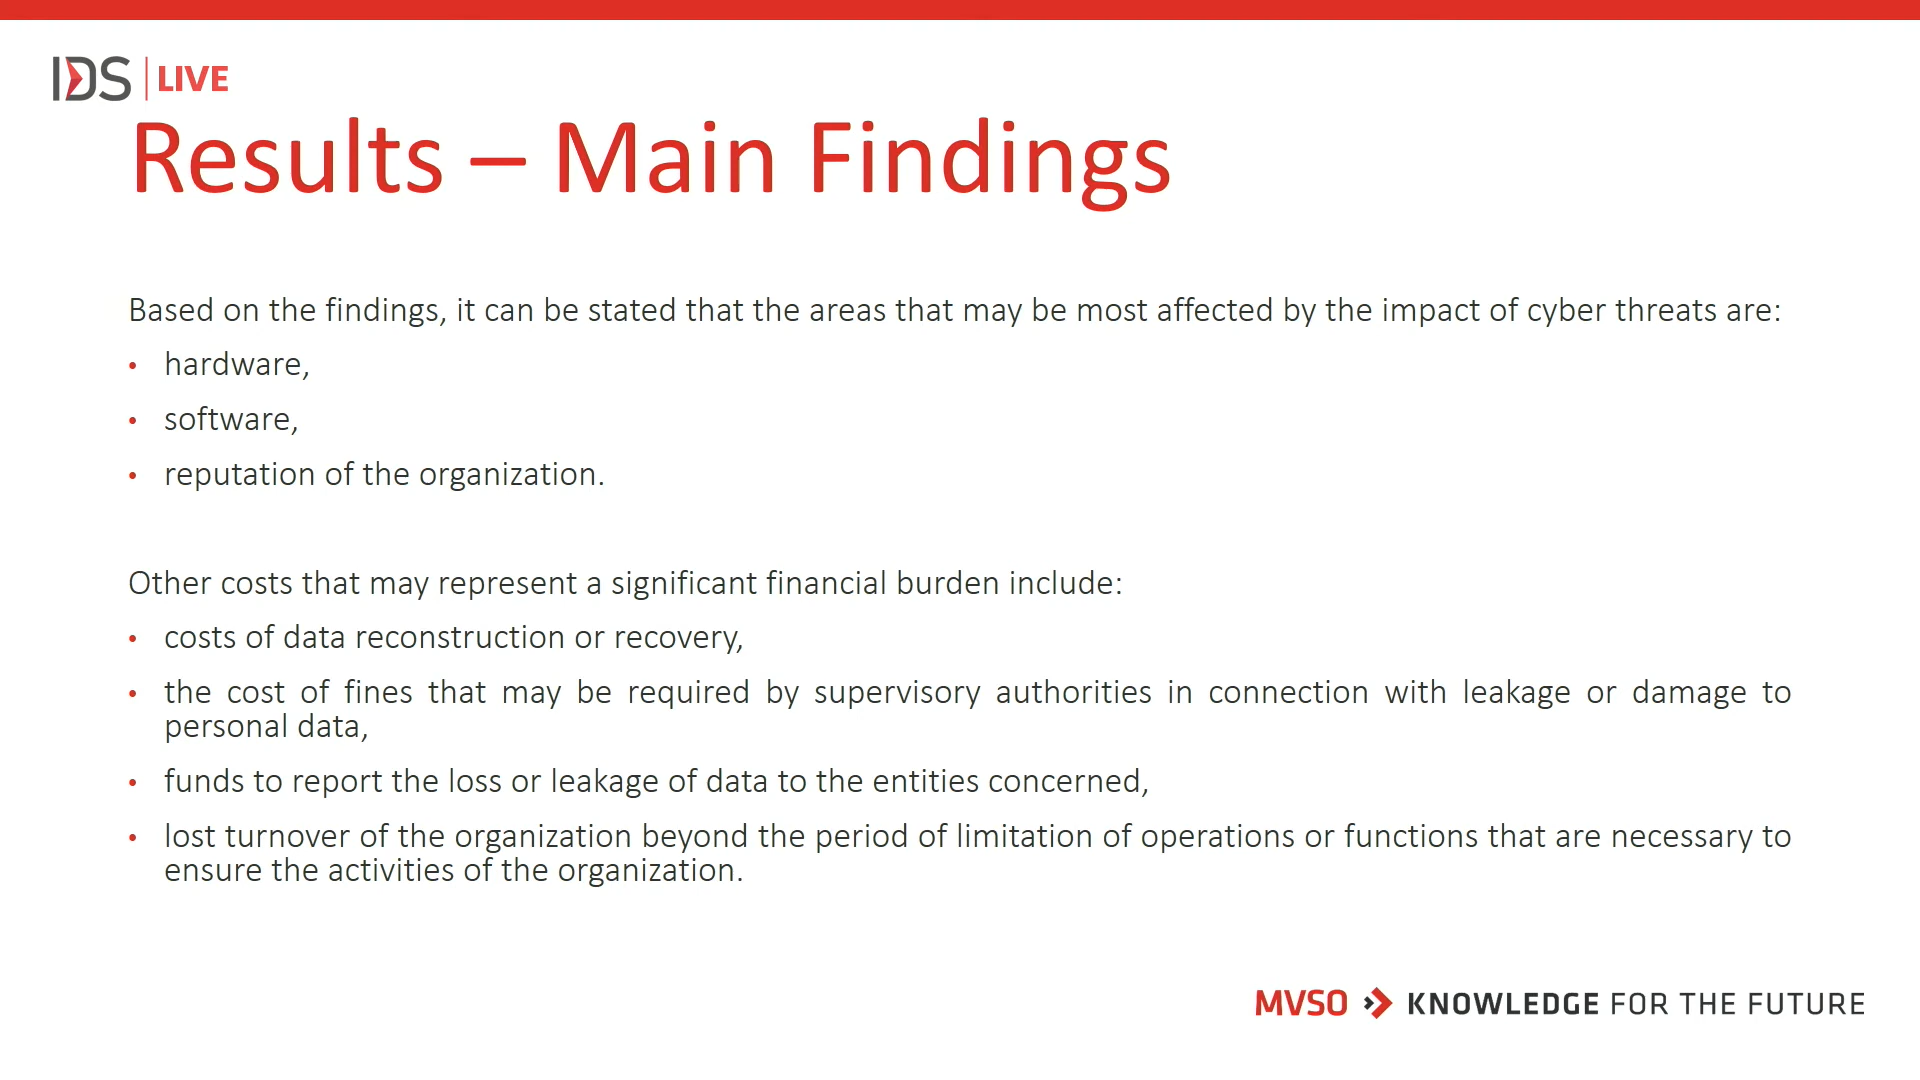 IDS LIVE
Results – Main Findings
Based on the findings, it can be stated that the areas that may be most affected by the impact of cyber threats are:
• hardware,
• software,
• reputation of the organization.
Other costs that may represent a significant financial burden include:
• costs of data reconstruction or recovery,
• the cost of fines that may be required by supervisory authorities in connection with leakage or damage to
personal data,
• funds to report the loss or leakage of data to the entities concerned,
• lost turnover of the organization beyond the period of limitation of operations or functions that are necessary to
ensure the activities of the organization.
MVSO KNOWLEDGE FOR THE FUTURE